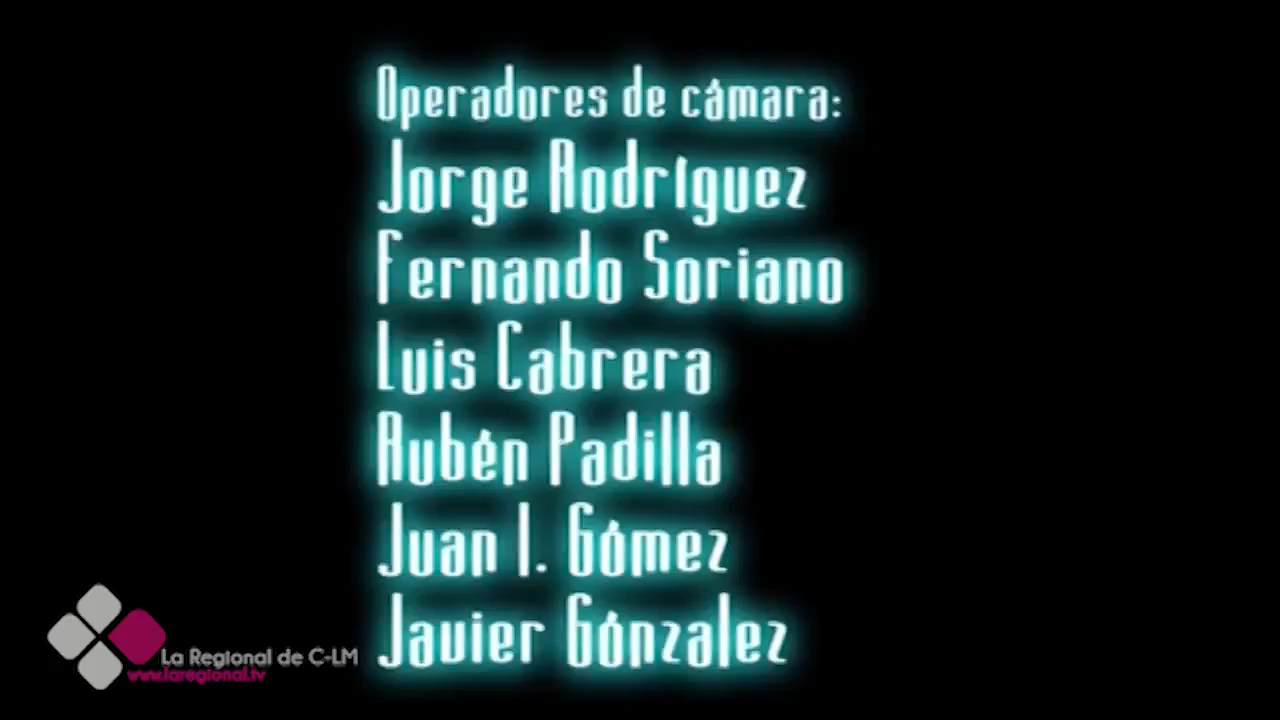 Operadores de cámara:
Jorge Rodríguez
Fernando Soriano
Luis Cabrera
Rubén Padilla
Juan I. Gómez
Javier Gónzalez
La Regional de C-LM
www.laregional.tv